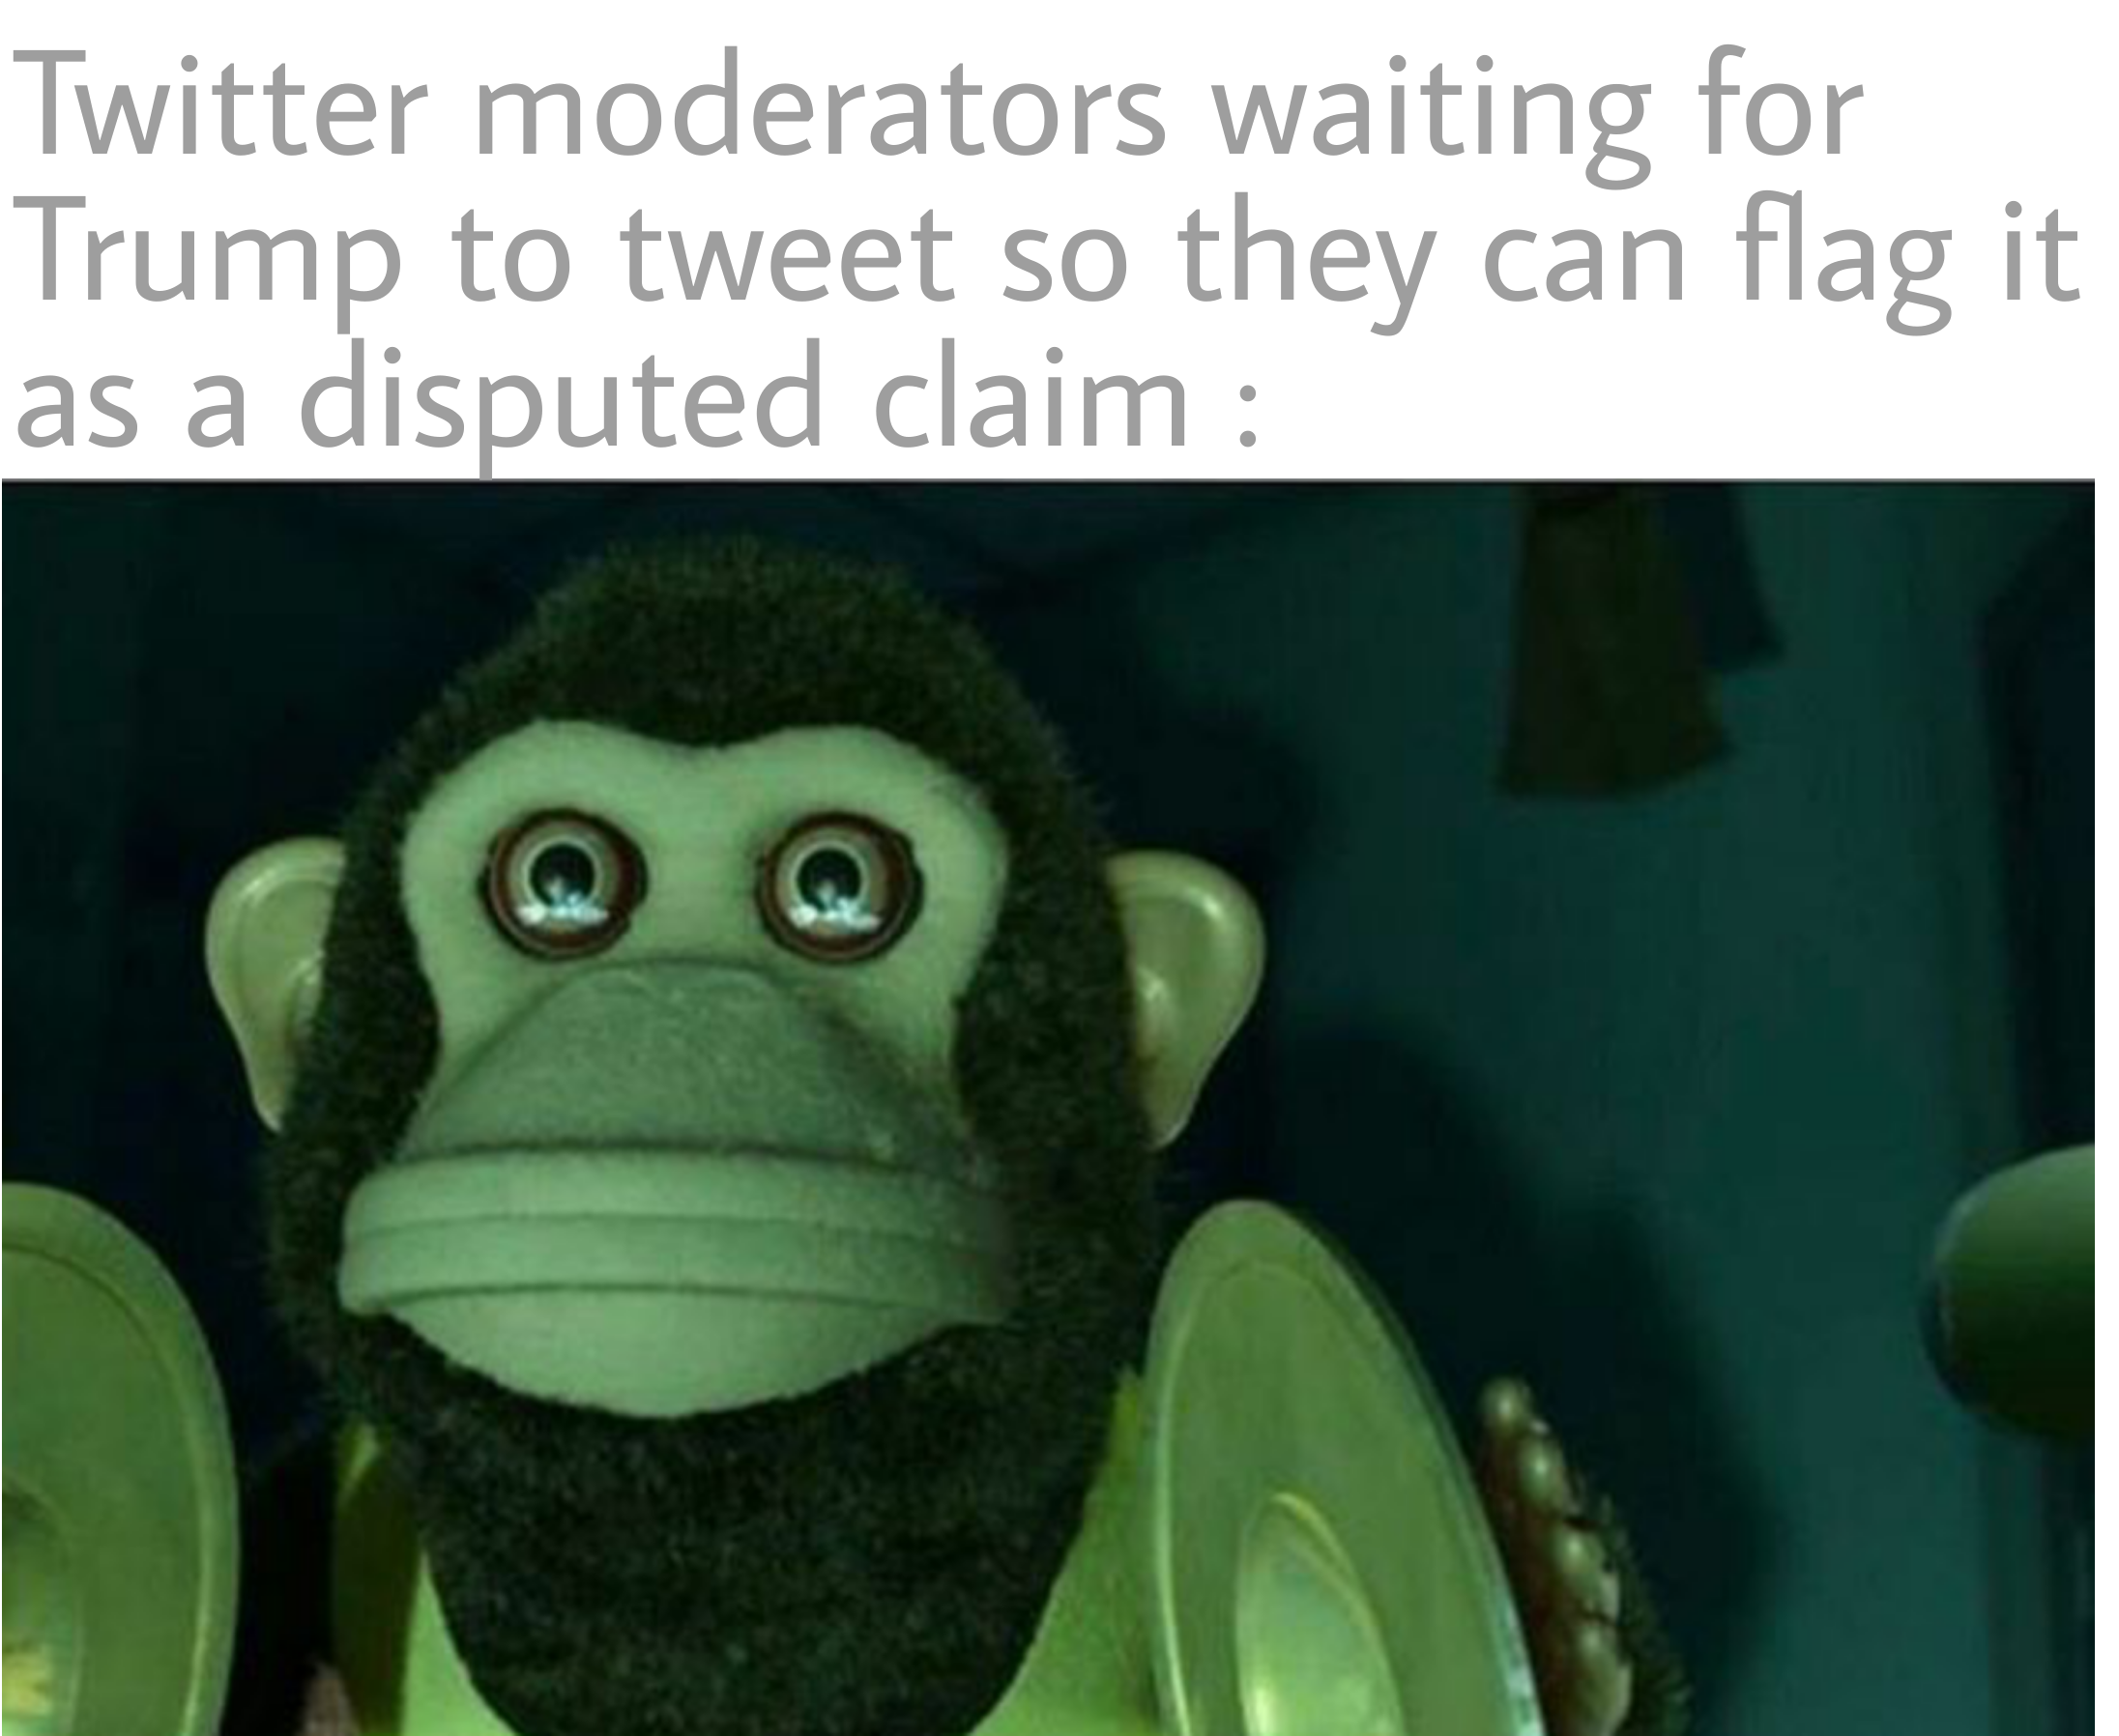 Twitter moderators waiting for
Trump to tweet so they can flag it
as a disputed claim :